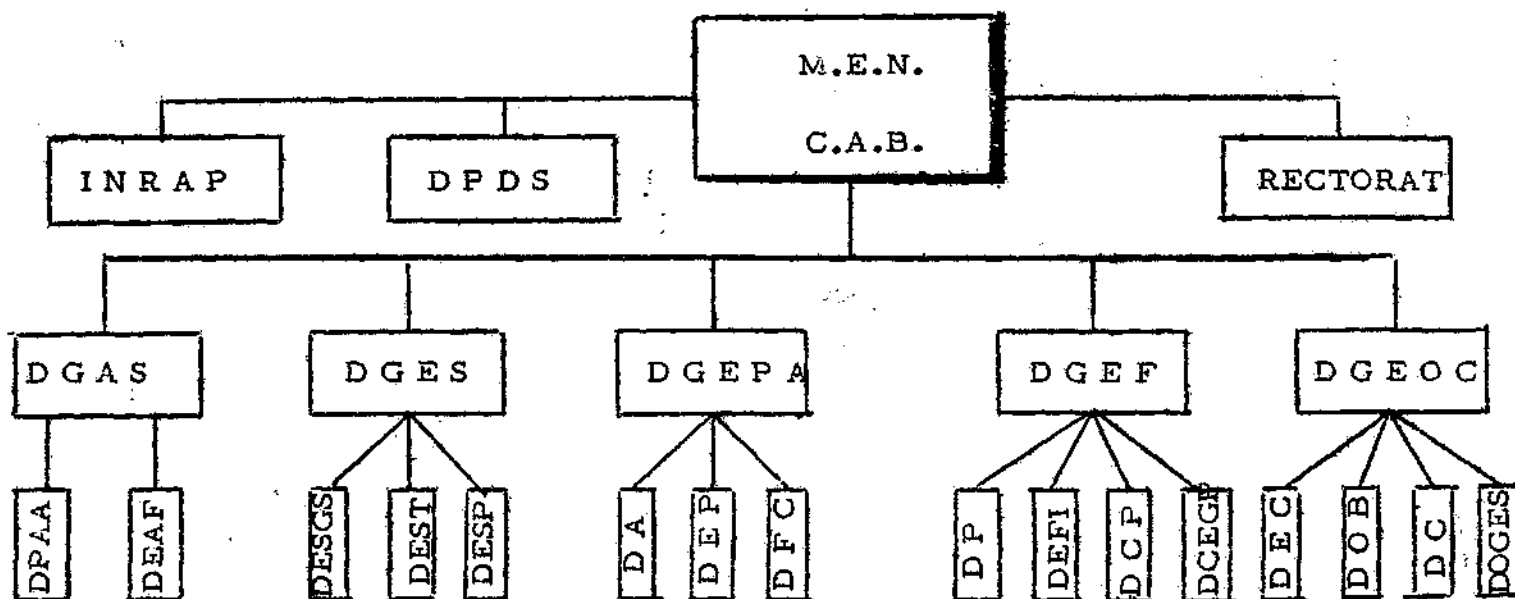 M.E.N.
C.A.B.
INRAP
DPDS
RECTORAT
DGAS
DGES
DGEPA
DGEF
DGEOC
DPAA
DEAF
DESGS
DEST
DESP
DA
DEP
DFC
DP
DEFI
DCP
DCEGP
DEC
DOB
DC
DOGES